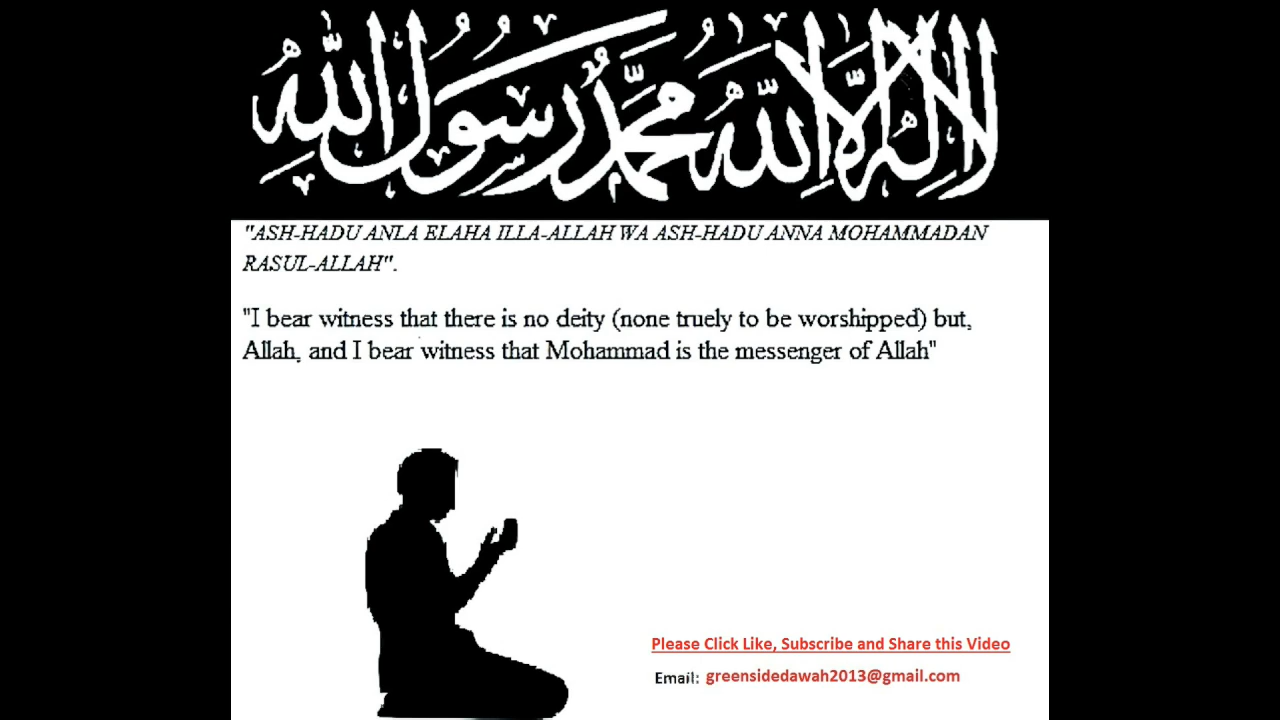 لا إله إلا الله محمد رسول الله
"ASH-HADU ANLA ELAHA ILLA-ALLAH WA ASH-HADU ANNA MOHAMMADAN
RASUL-ALLAH".
"I bear witness that there is no deity (none truely to be worshipped) but,
Allah, and I bear witness that Mohammad is the messenger of Allah"
Please Click Like, Subscribe and Share this Video
Email: greensidedawah2013@gmail.com